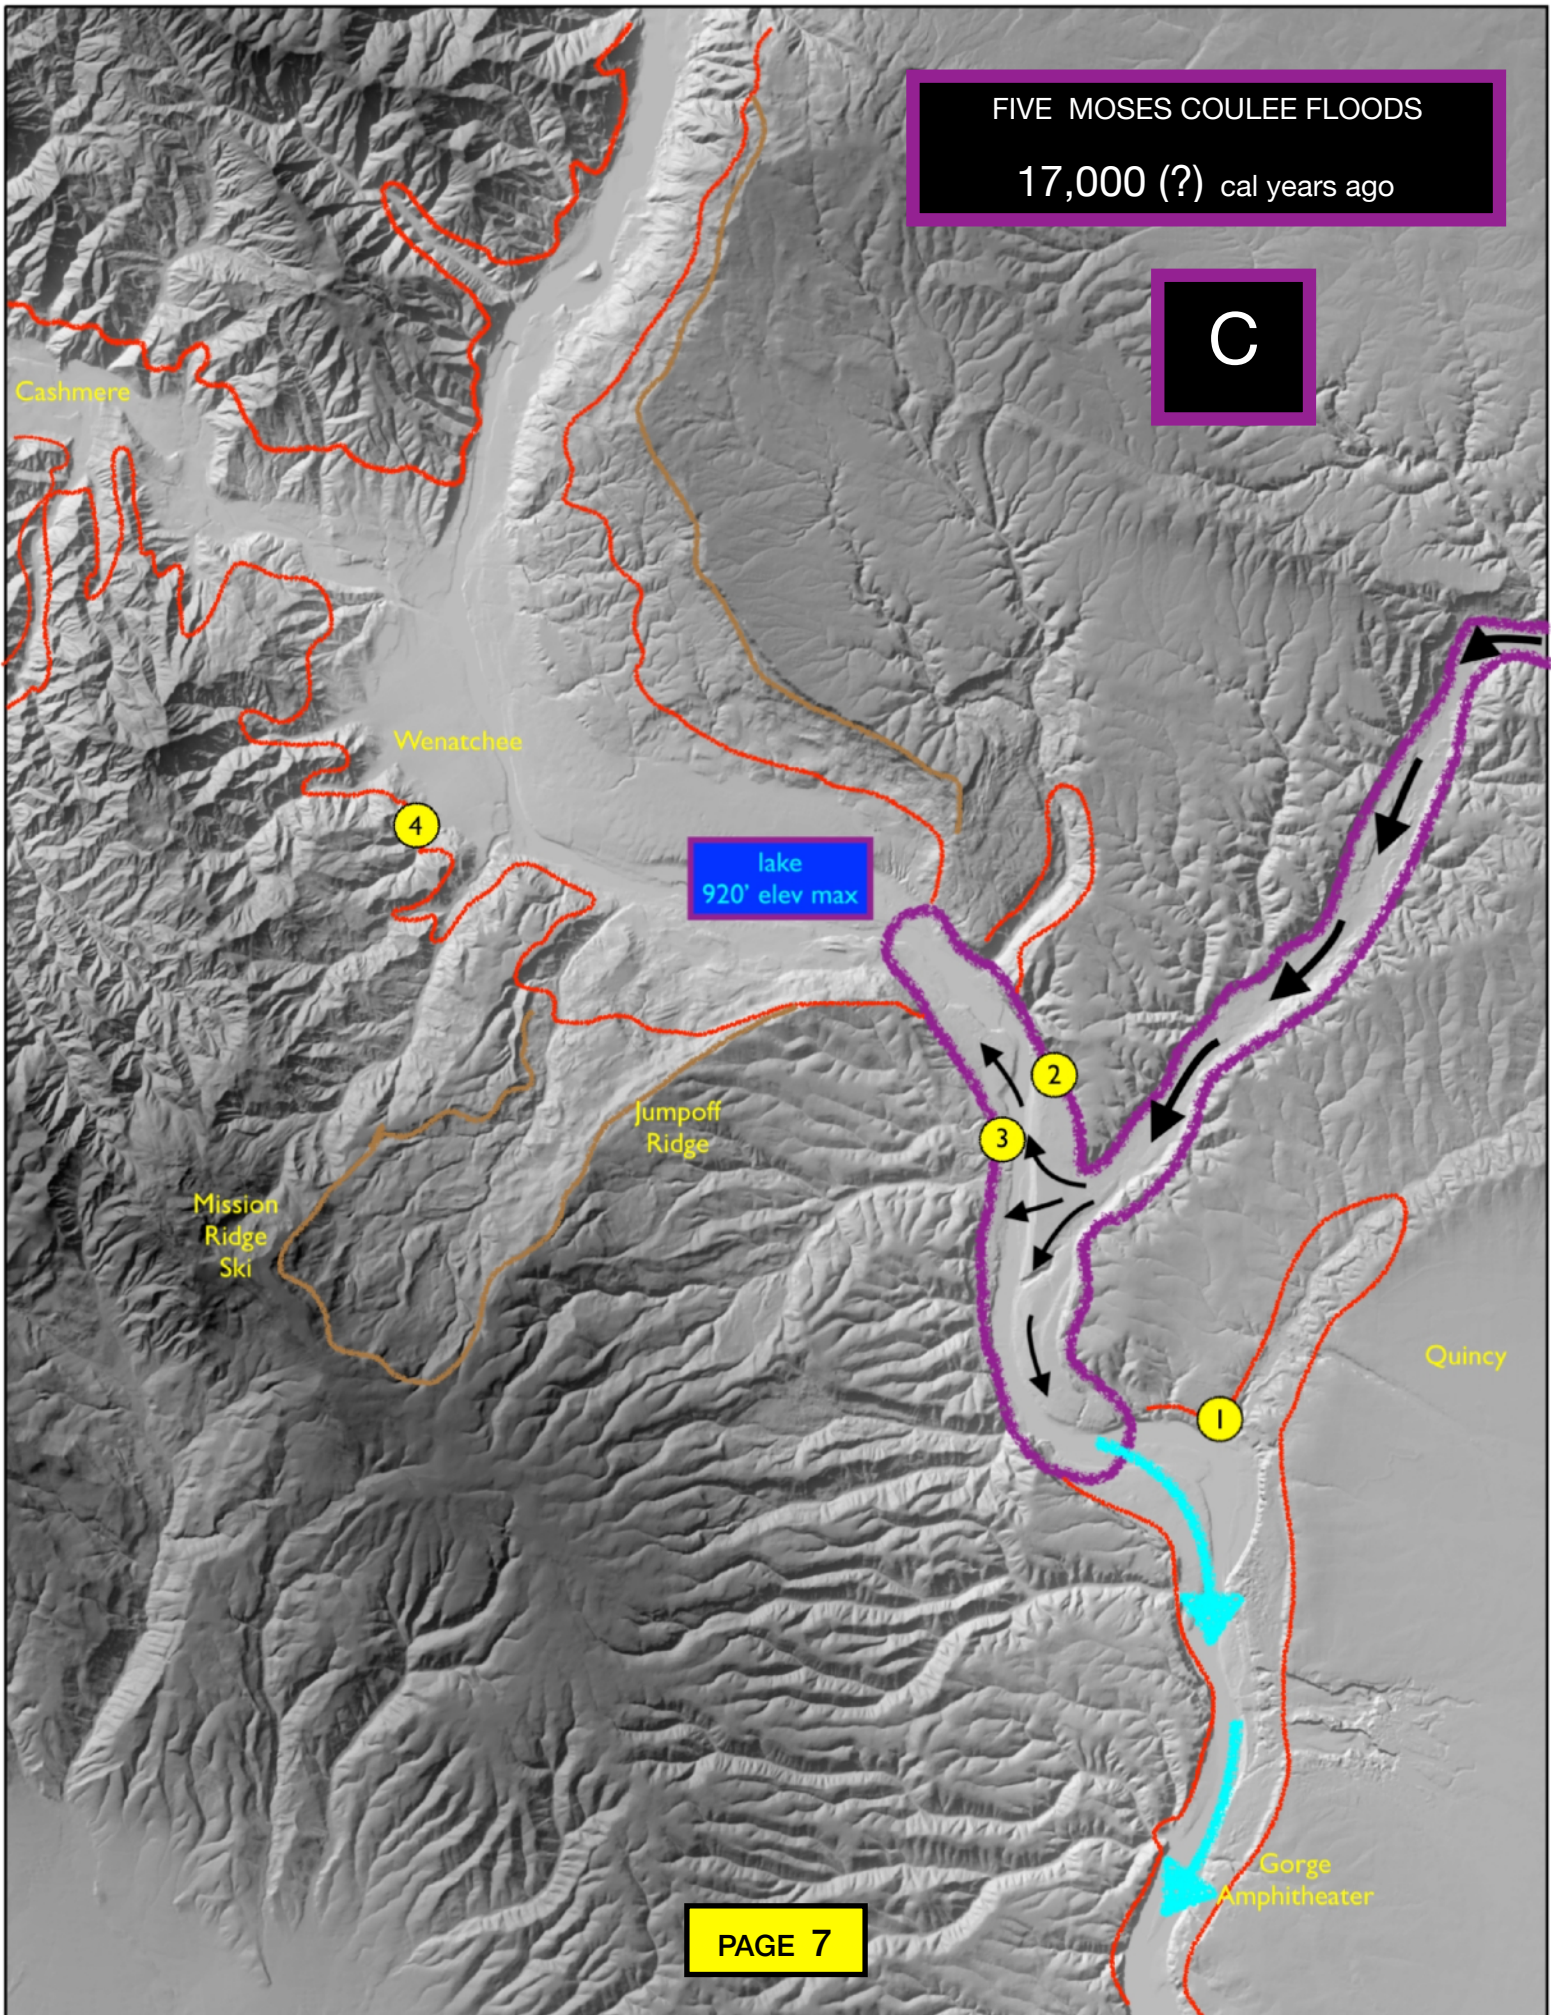 FIVE MOSES COULEE FLOODS
17,000 (?) cal years ago
C
Cashmere
Wenatchee
4
lake
920' elev max
2
3
Jumpoff
Ridge
Mission
Ridge
Ski
Quincy
1
Gorge
Amphitheater
PAGE 7